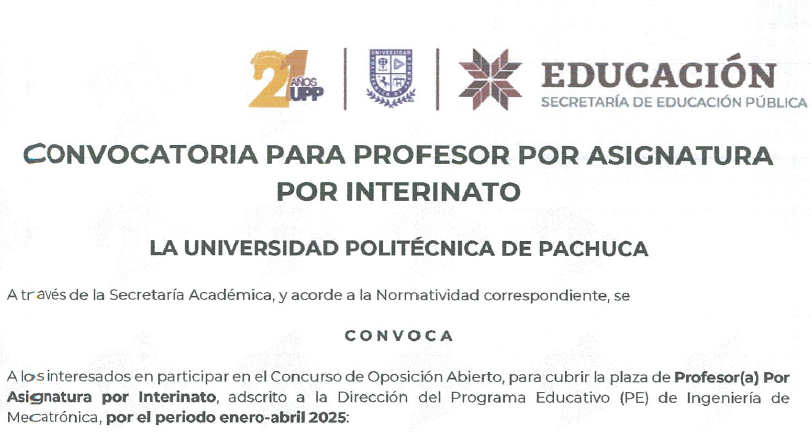 21 AÑOS UPP
UNIVERSIDAD
EDUCACIÓN
SECRETARÍA DE EDUCACIÓN PÚBLICA
CONVOCATORIA PARA PROFESOR POR ASIGNATURA
POR INTERINATO
LA UNIVERSIDAD POLITÉCNICA DE PACHUCA
A través de la Secretaría Académica, y acorde a la Normatividad correspondiente, se
CONVOCA
A los interesados en participar en el Concurso de Oposición Abierto, para cubrir la plaza de Profesor(a) Por
Asignatura por Interinato, adscrito a la Dirección del Programa Educativo (PE) de Ingeniería de
Mecatrónica, por el periodo enero-abril 2025: